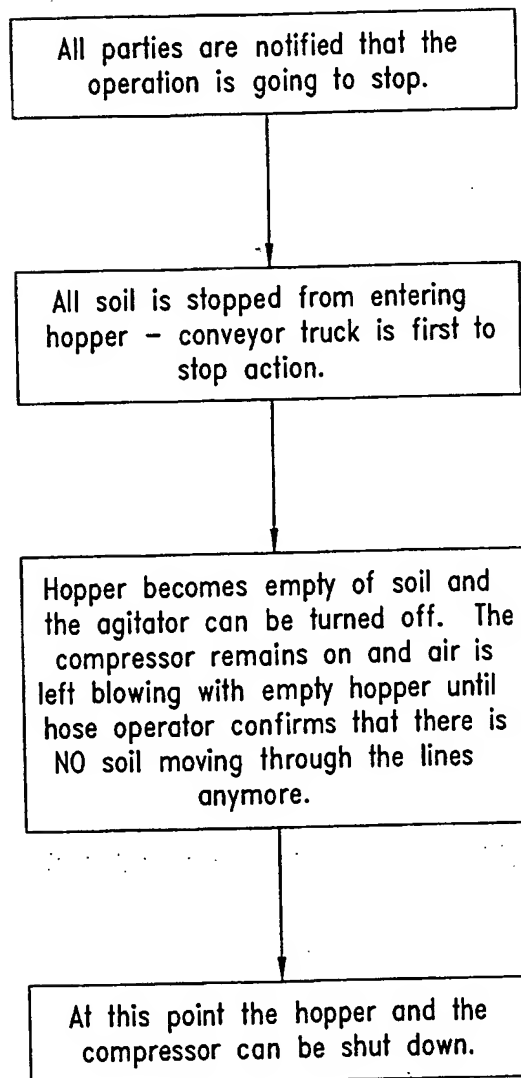 All parties are notified that the
operation is going to stop.
All soil is stopped from entering
hopper – conveyor truck is first to
stop action.
Hopper becomes empty of soil and
the agitator can be turned off. The
compressor remains on and air is
left blowing with empty hopper until
hose operator confirms that there is
NO soil moving through the lines
anymore.
At this point the hopper and the
compressor can be shut down.